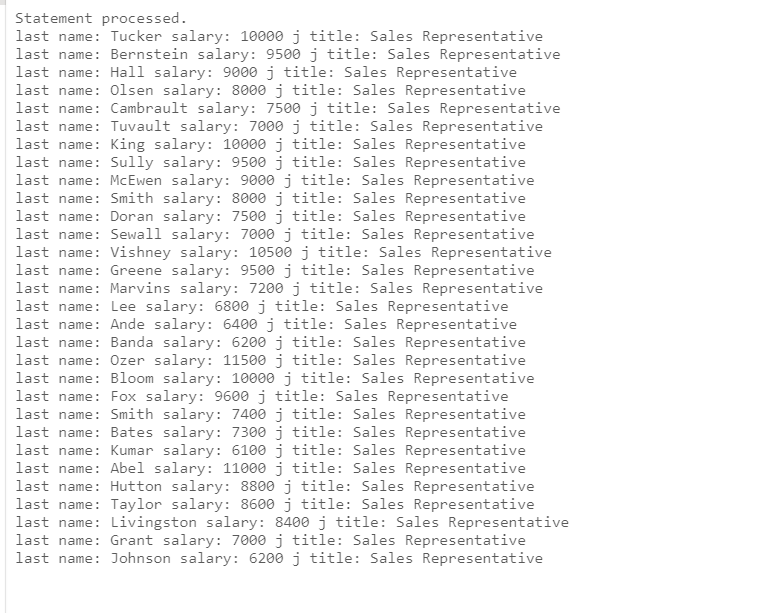 Statement processed.
last name: Tucker salary: 10000 j title: Sales Representative
last name: Bernstein salary: 9500 j title: Sales Representative
last name: Hall salary: 9000 j title: Sales Representative
last name: Olsen salary: 8000 j title: Sales Representative
last name: Cambrault salary: 7500 j title: Sales Representative
last name: Tuvault salary: 7000 j title: Sales Representative
last name: King salary: 10000 j title: Sales Representative
last name: Sully salary: 9500 j title: Sales Representative
last name: McEwen salary: 9000 j title: Sales Representative
last name: Smith salary: 8000 j title: Sales Representative
last name: Doran salary: 7500 j title: Sales Representative
last name: Sewall salary: 7000 j title: Sales Representative
last name: Vishney salary: 10500 j title: Sales Representative
last name: Greene salary: 9500 j title: Sales Representative
last name: Marvins salary: 7200 j title: Sales Representative
last name: Lee salary: 6800 j title: Sales Representative
last name: Ande salary: 6400 j title: Sales Representative
last name: Banda salary: 6200 j title: Sales Representative
last name: Ozer salary: 11500 j title: Sales Representative
last name: Bloom salary: 10000 j title: Sales Representative
last name: Fox salary: 9600 j title: Sales Representative
last name: Smith salary: 7400 j title: Sales Representative
last name: Bates salary: 7300 j title: Sales Representative
last name: Kumar salary: 6100 j title: Sales Representative
last name: Abel salary: 11000 j title: Sales Representative
last name: Hutton salary: 8800 j title: Sales Representative
last name: Taylor salary: 8600 j title: Sales Representative
last name: Livingston salary: 8400 j title: Sales Representative
last name: Grant salary: 7000 j title: Sales Representative
last name: Johnson salary: 6200 j title: Sales Representative